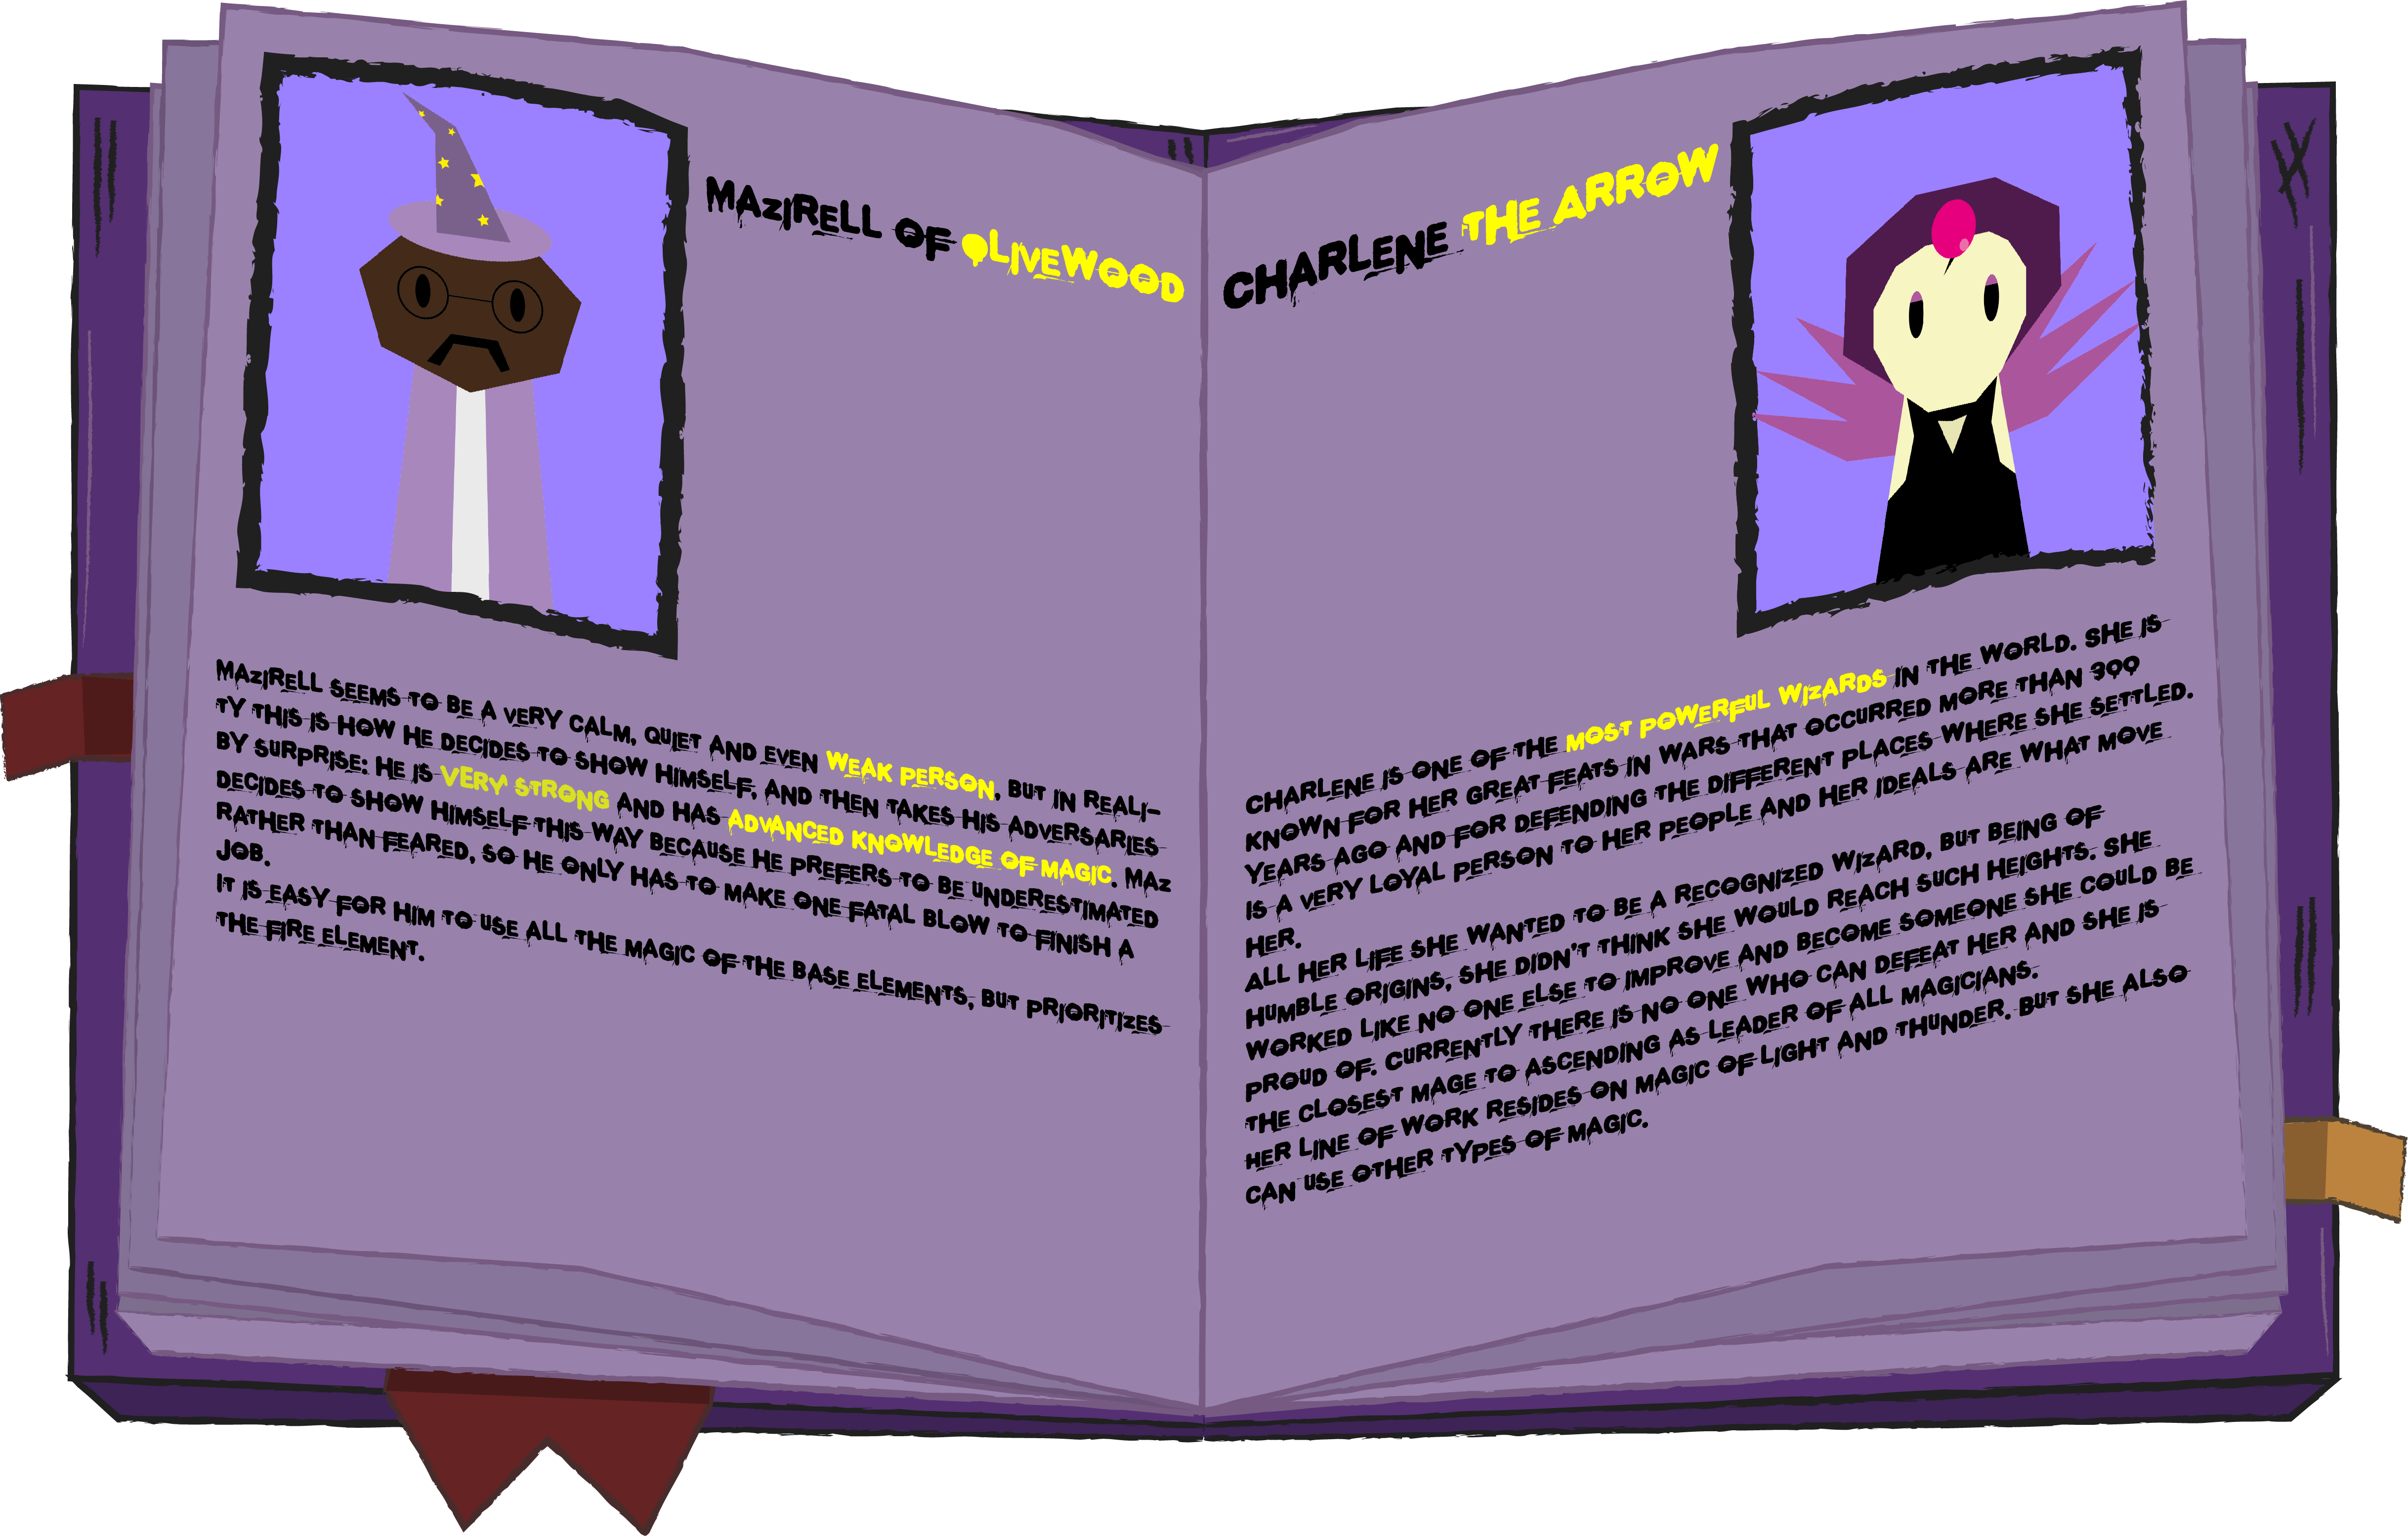 MAZIRELL OF OLIVEWOOD
MAZIRELL SEEMS TO BE A VERY CALM, QUIET AND EVEN WEAK PERSON, BUT IN REALI-
TY THIS IS HOW HE DECIDES TO SHOW HIMSELF, AND THEN TAKES HIS ADVERSARIES
BY SURPRISE: HE IS VERY STRONG AND HAS ADVANCED KNOWLEDGE OF MAGIC. MAZ
DECIDES TO SHOW HIMSELF THIS WAY BECAUSE HE PREFERS TO BE UNDERESTIMATED
RATHER THAN FEARED, SO HE ONLY HAS TO MAKE ONE FATAL BLOW TO FINISH A
JOB.
IT IS EASY FOR HIM TO USE ALL THE MAGIC OF THE BASE ELEMENTS, BUT PRIORITIZES
THE FIRE ELEMENT.
CHARLENE THE ARROW
CHARLENE IS ONE OF THE MOST POWERFUL WIZARDS IN THE WORLD. SHE IS
KNOWN FOR HER GREAT FEATS IN WARS THAT OCCURRED MORE THAN 300
YEARS AGO AND FOR DEFENDING THE DIFFERENT PLACES WHERE SHE SETTLED.
IS A VERY LOYAL PERSON TO HER PEOPLE AND HER IDEALS ARE WHAT MOVE
HER.
ALL HER LIFE SHE WANTED TO BE A RECOGNIZED WIZARD, BUT BEING OF
HUMBLE ORIGINS, SHE DIDN'T THINK SHE WOULD REACH SUCH HEIGHTS. SHE
WORKED LIKE NO ONE ELSE TO IMPROVE AND BECOME SOMEONE SHE COULD BE
PROUD OF. CURRENTLY THERE IS NO ONE WHO CAN DEFEAT HER AND SHE IS
THE CLOSEST MAGE TO ASCENDING AS LEADER OF ALL MAGICIANS.
HER LINE OF WORK RESIDES ON MAGIC OF LIGHT AND THUNDER. BUT SHE ALSO
CAN USE OTHER TYPES OF MAGIC.